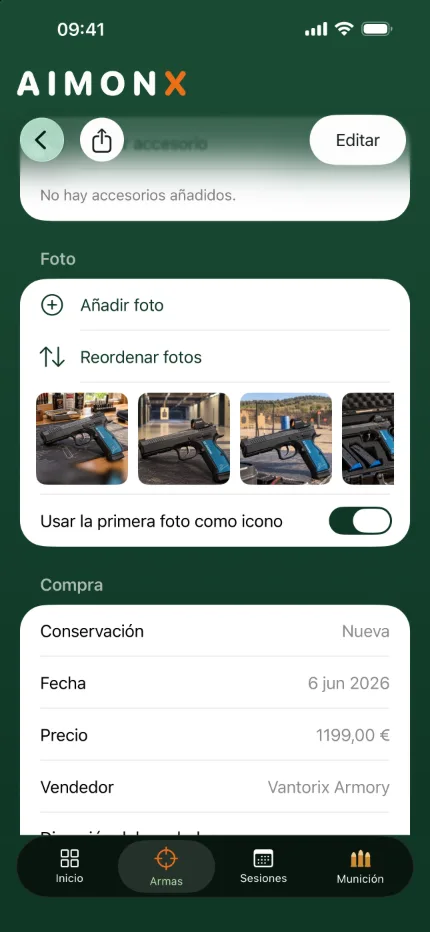 09:41
AIMONX
accesorio
Editar
No hay accesorios añadidos.
Foto
Añadir foto
Reordenar fotos
Usar la primera foto como icono
Compra
Conservación Nueva
Fecha 6 jun 2026
Precio 1199,00 €
Vendedor Vantorix Armory
Inicio
Armas
Sesiones
Munición